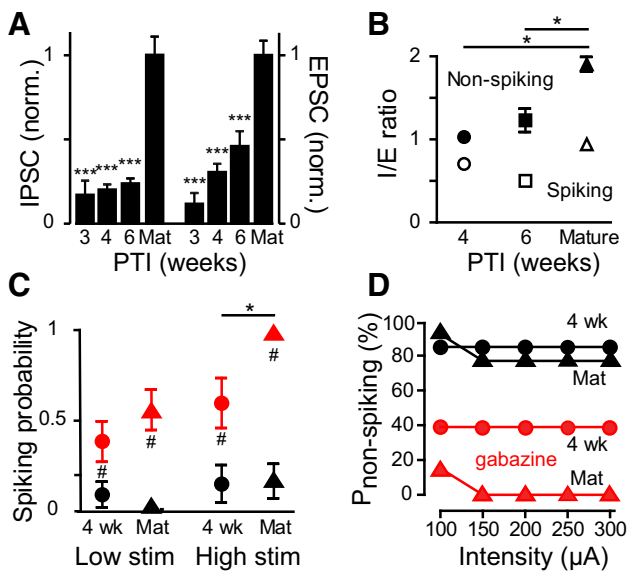 A
IPSC (norm.)
1
0
*** *** ***
*** *** ***
1
0
EPSC (norm.)
3 4 6 Mat 3 4 6 Mat
PTI (weeks)
B
I/E ratio
2
1
0
*
*
Non-spiking
Spiking
4 6 Mature
PTI (weeks)
C
Spiking probability
1
0.5
0
*
# # # #
4 wk Mat 4 wk Mat
Low stim High stim
D
Pnon-spiking (%)
100
80
60
40
20
0
4 wk
Mat
4 wk
gabazine
Mat
100 150 200 250 300
Intensity (µA)